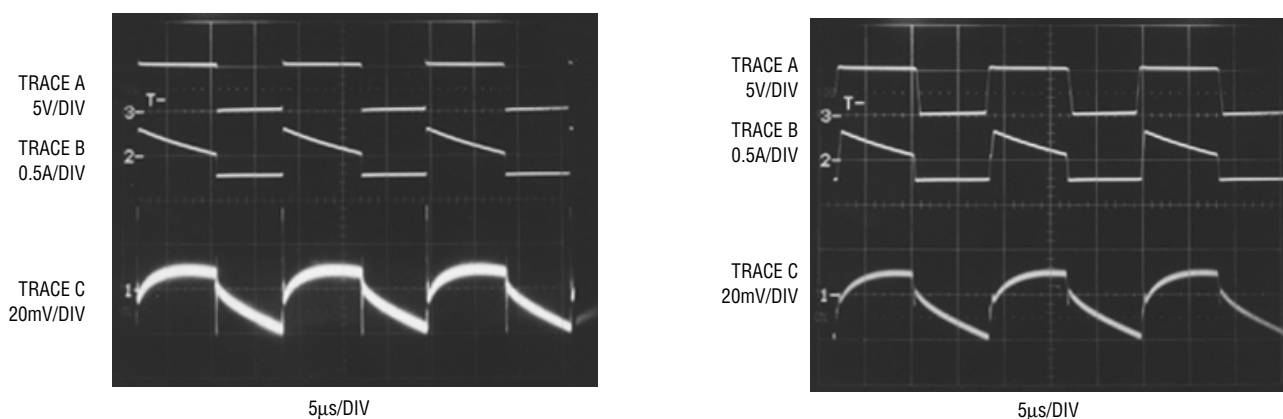 TRACE A
5V/DIV
TRACE B
0.5A/DIV
TRACE C
20mV/DIV
3
T
2
1
5µs/DIV
TRACE A
5V/DIV
TRACE B
0.5A/DIV
TRACE C
20mV/DIV
3
T
2
1
5µs/DIV